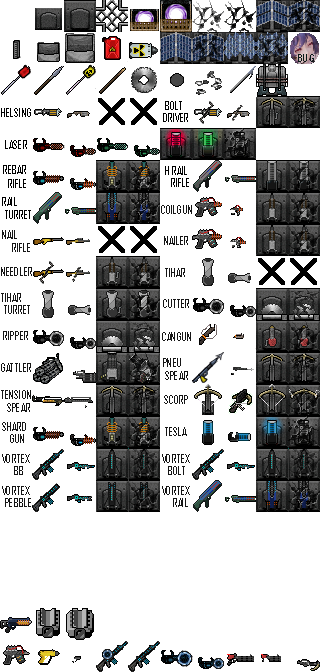 BUG
HELSING
BOLT
DRIVER
LASER
REBAR
RIFLE
H RAIL
RIFLE
RAIL
TURRET
COILGUN
NAIL
RIFLE
NAILER
NEEDLER
TIHAR
TIHAR
TURRET
CUTTER
RIPPER
CANGUN
GATTLER
PNEU
SPEAR
TENSION
SPEAR
SCORP
SHARD
GUN
TESLA
VORTEX
BB
VORTEX
BOLT
VORTEX
PEBBLE
VORTEX
RAIL